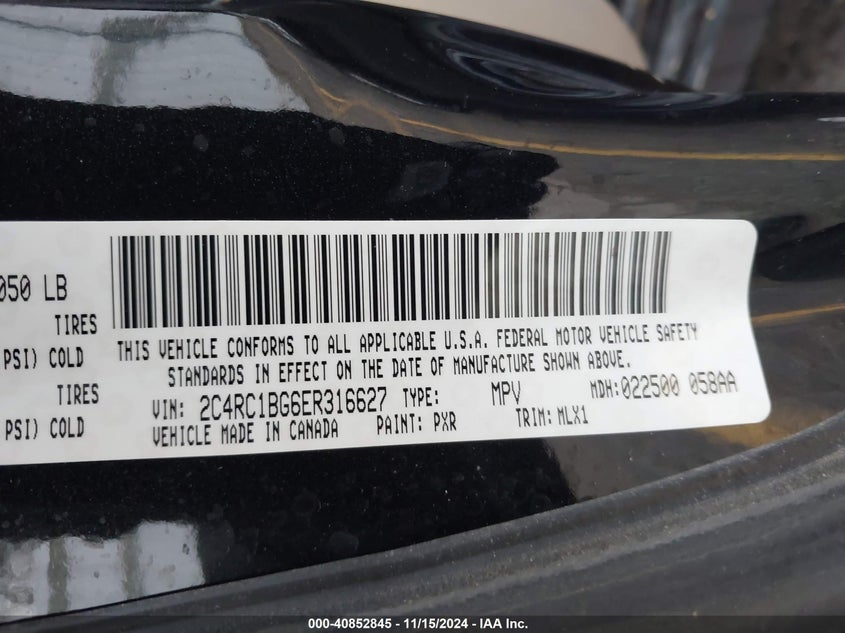 050 LB
TIRES
PSI) COLD
TIRES
PSI) COLD
THIS VEHICLE CONFORMS TO ALL APPLICABLE U.S.A. FEDERAL MOTOR VEHICLE SAFETY
STANDARDS IN EFFECT ON THE DATE OF MANUFACTURE SHOWN ABOVE.
VIN: 2C4RC1BG6ER316627 TYPE: MPV MDH:022500 058AA
VEHICLE MADE IN CANADA PAINT: PXR TRIM: MLX1
000-40852845 - 11/15/2024 - IAA Inc.